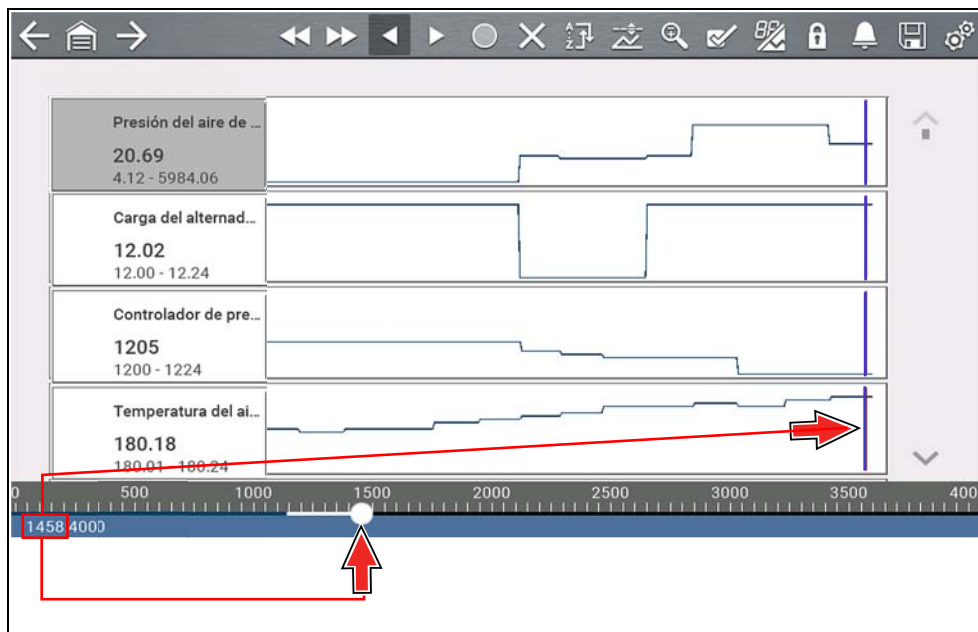 Presión del aire de ...
20.69
4.12 - 5984.06
Carga del alternad...
12.02
12.00 - 12.24
Controlador de pre...
1205
1200 - 1224
Temperatura del ai...
180.18
180.01 - 180.24
0 500 1000 1500 2000 2500 3000 3500 400
1458/4000